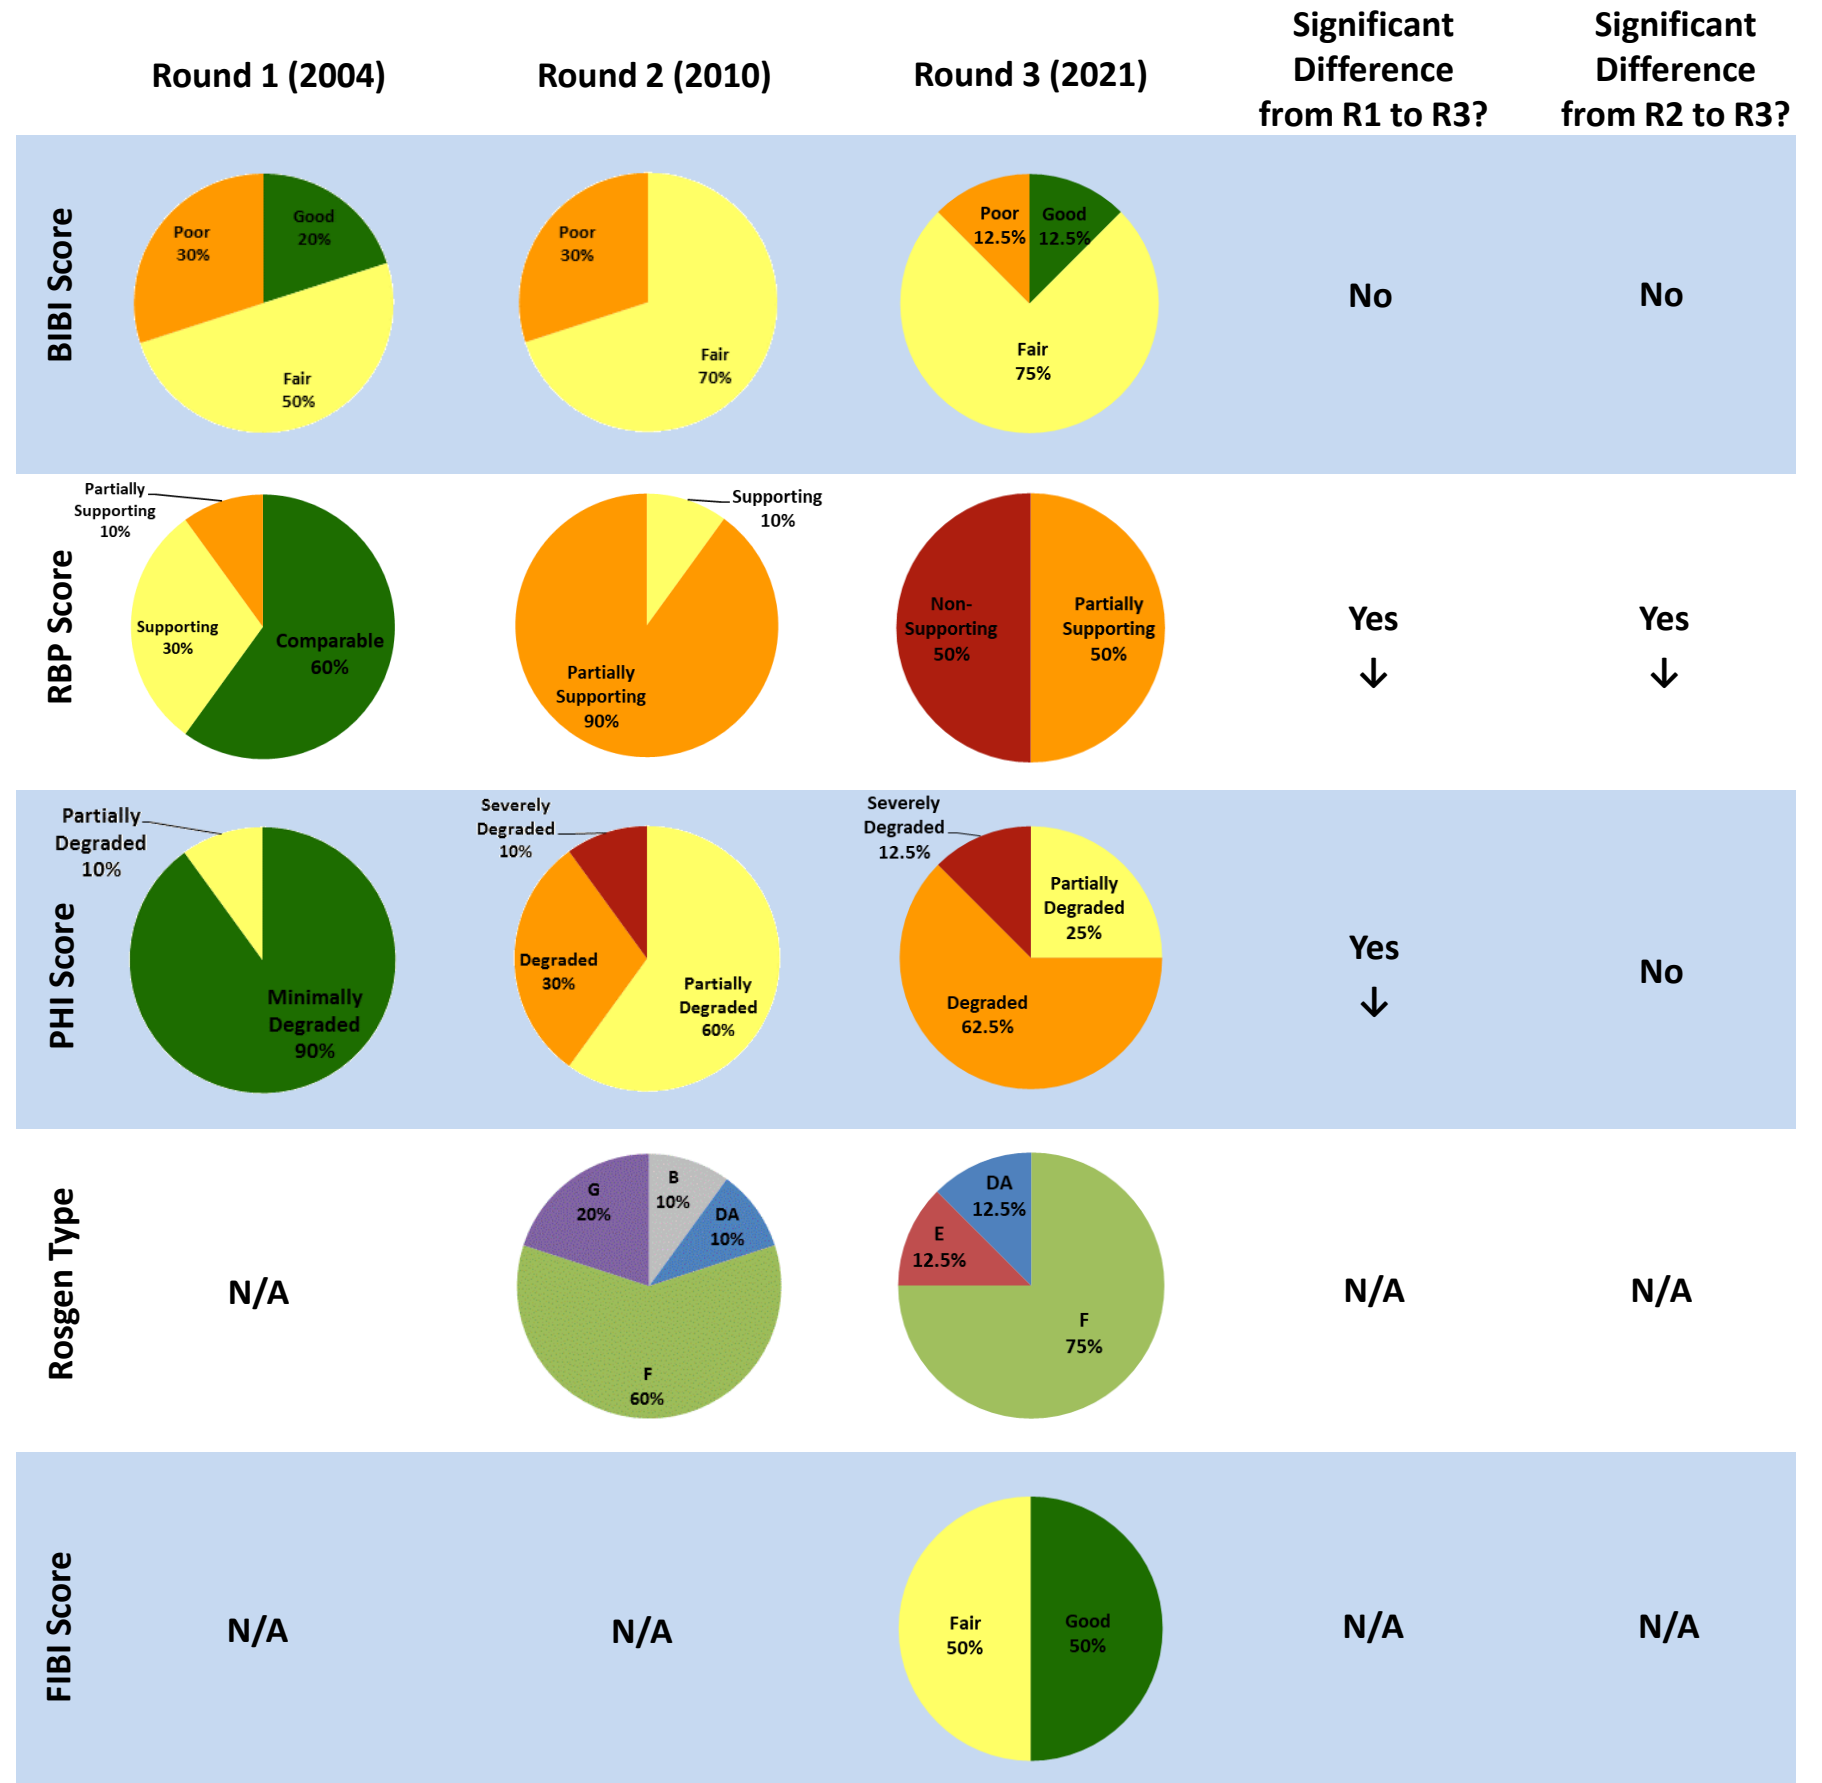 Round 1 (2004)
Round 2 (2010)
Round 3 (2021)
Significant
Difference
from R1 to R3?
Significant
Difference
from R2 to R3?
BIBI Score
Poor
30%
Good
20%
Fair
50%
Poor
30%
Fair
70%
Poor
12.5%
Good
12.5%
Fair
75%
No
No
RBP Score
Partially
Supporting
10%
Supporting
30%
Comparable
60%
Supporting
10%
Partially
Supporting
90%
Non-
Supporting
50%
Partially
Supporting
50%
Yes
↓
Yes
↓
PHI Score
Partially
Degraded
10%
Minimally
Degraded
90%
Severely
Degraded
10%
Degraded
30%
Partially
Degraded
60%
Severely
Degraded
12.5%
Partially
Degraded
25%
Degraded
62.5%
Yes
↓
No
Rosgen Type
N/A
G
20%
B
10%
DA
10%
F
60%
DA
12.5%
E
12.5%
F
75%
N/A
N/A
FIBI Score
N/A
N/A
Fair
50%
Good
50%
N/A
N/A